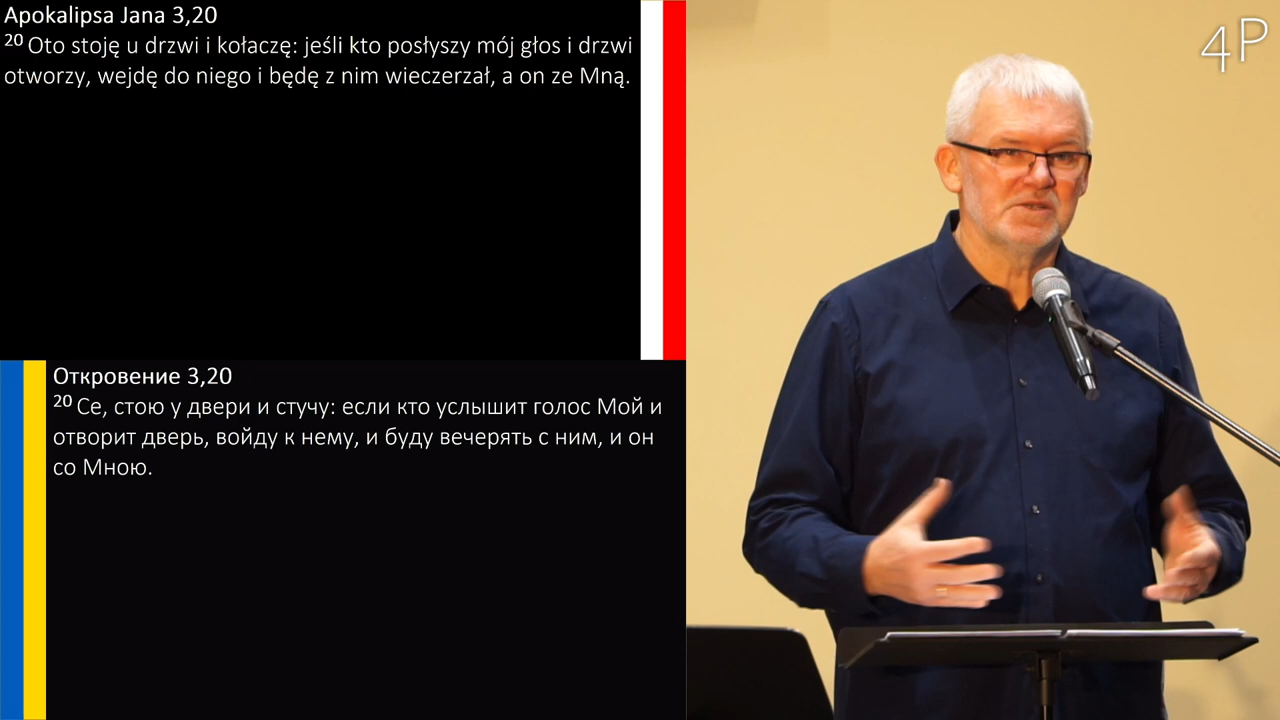 Apokalipsa Jana 3,20
20 Oto stoję u drzwi i kołaczę: jeśli kto posłyszy mój głos i drzwi
otworzy, wejdę do niego i będę z nim wieczerzał, a on ze Mną.
Откровение 3,20
20 Се, стою у двери и стучу: если кто услышит голос Мой и
отворит дверь, войду к нему, и буду вечерять с ним, и он
со Мною.
4P